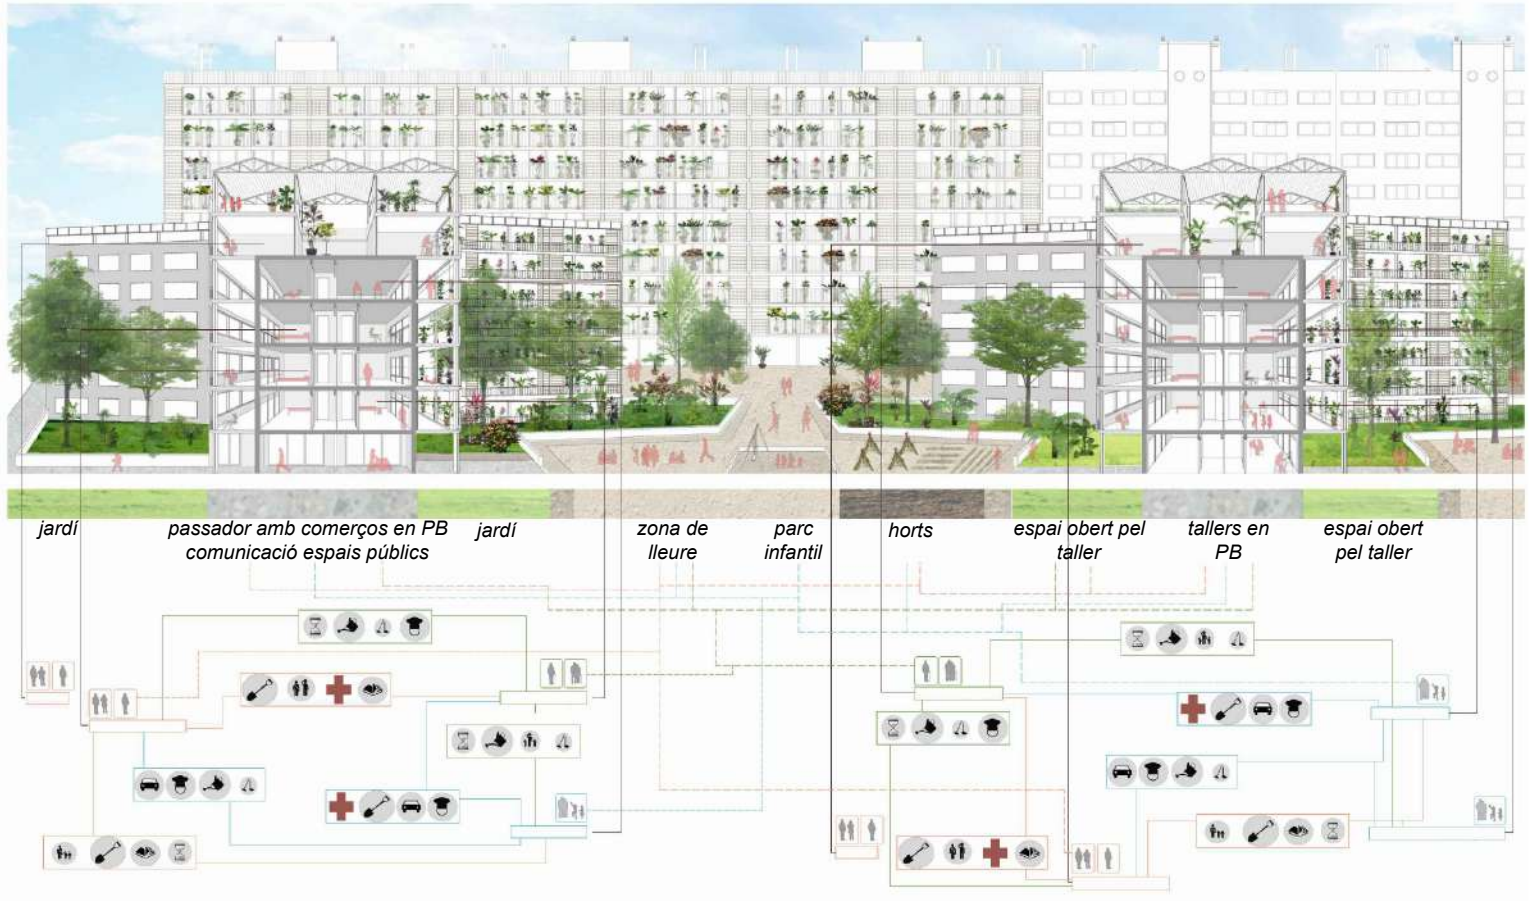 jardí
passador amb comerços en PB
comunicació espais públics
jardí
zona de
lleure
parc
infantil
horts
espai obert pel
taller
tallers en
PB
espai obert
pel taller